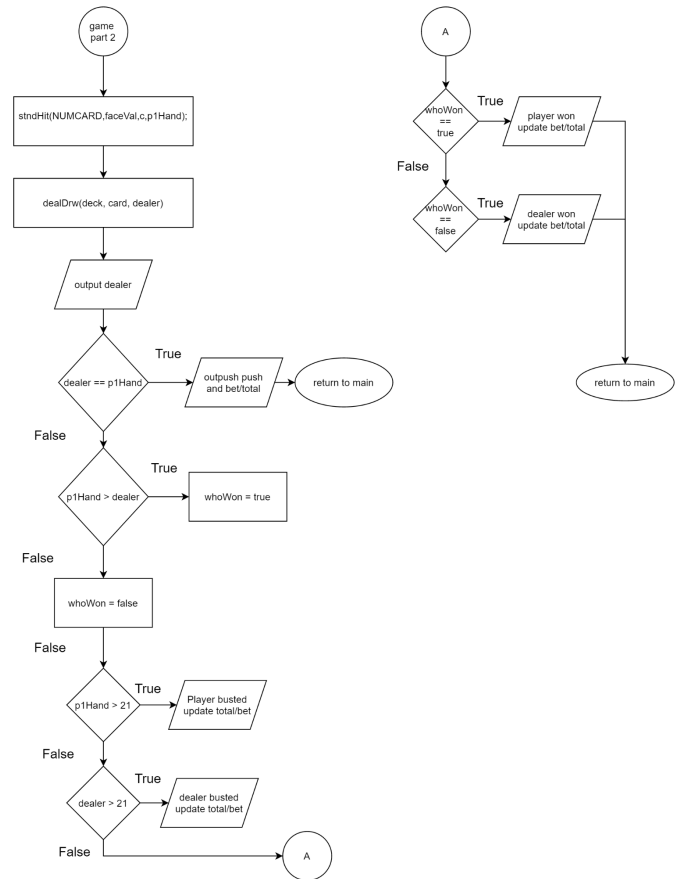 game
part 2
stndHit(NUMCARD,faceVal,c,p1Hand);
dealDrw(deck, card, dealer)
output dealer
dealer == p1Hand
True
outpush push
and bet/total
return to main
False
p1Hand > dealer
True
whoWon = true
False
whoWon = false
False
p1Hand > 21
True
Player busted
update total/bet
False
dealer > 21
True
dealer busted
update total/bet
False
A
A
whoWon
==
true
True
player won
update bet/total
False
whoWon
==
false
True
dealer won
update bet/total
return to main